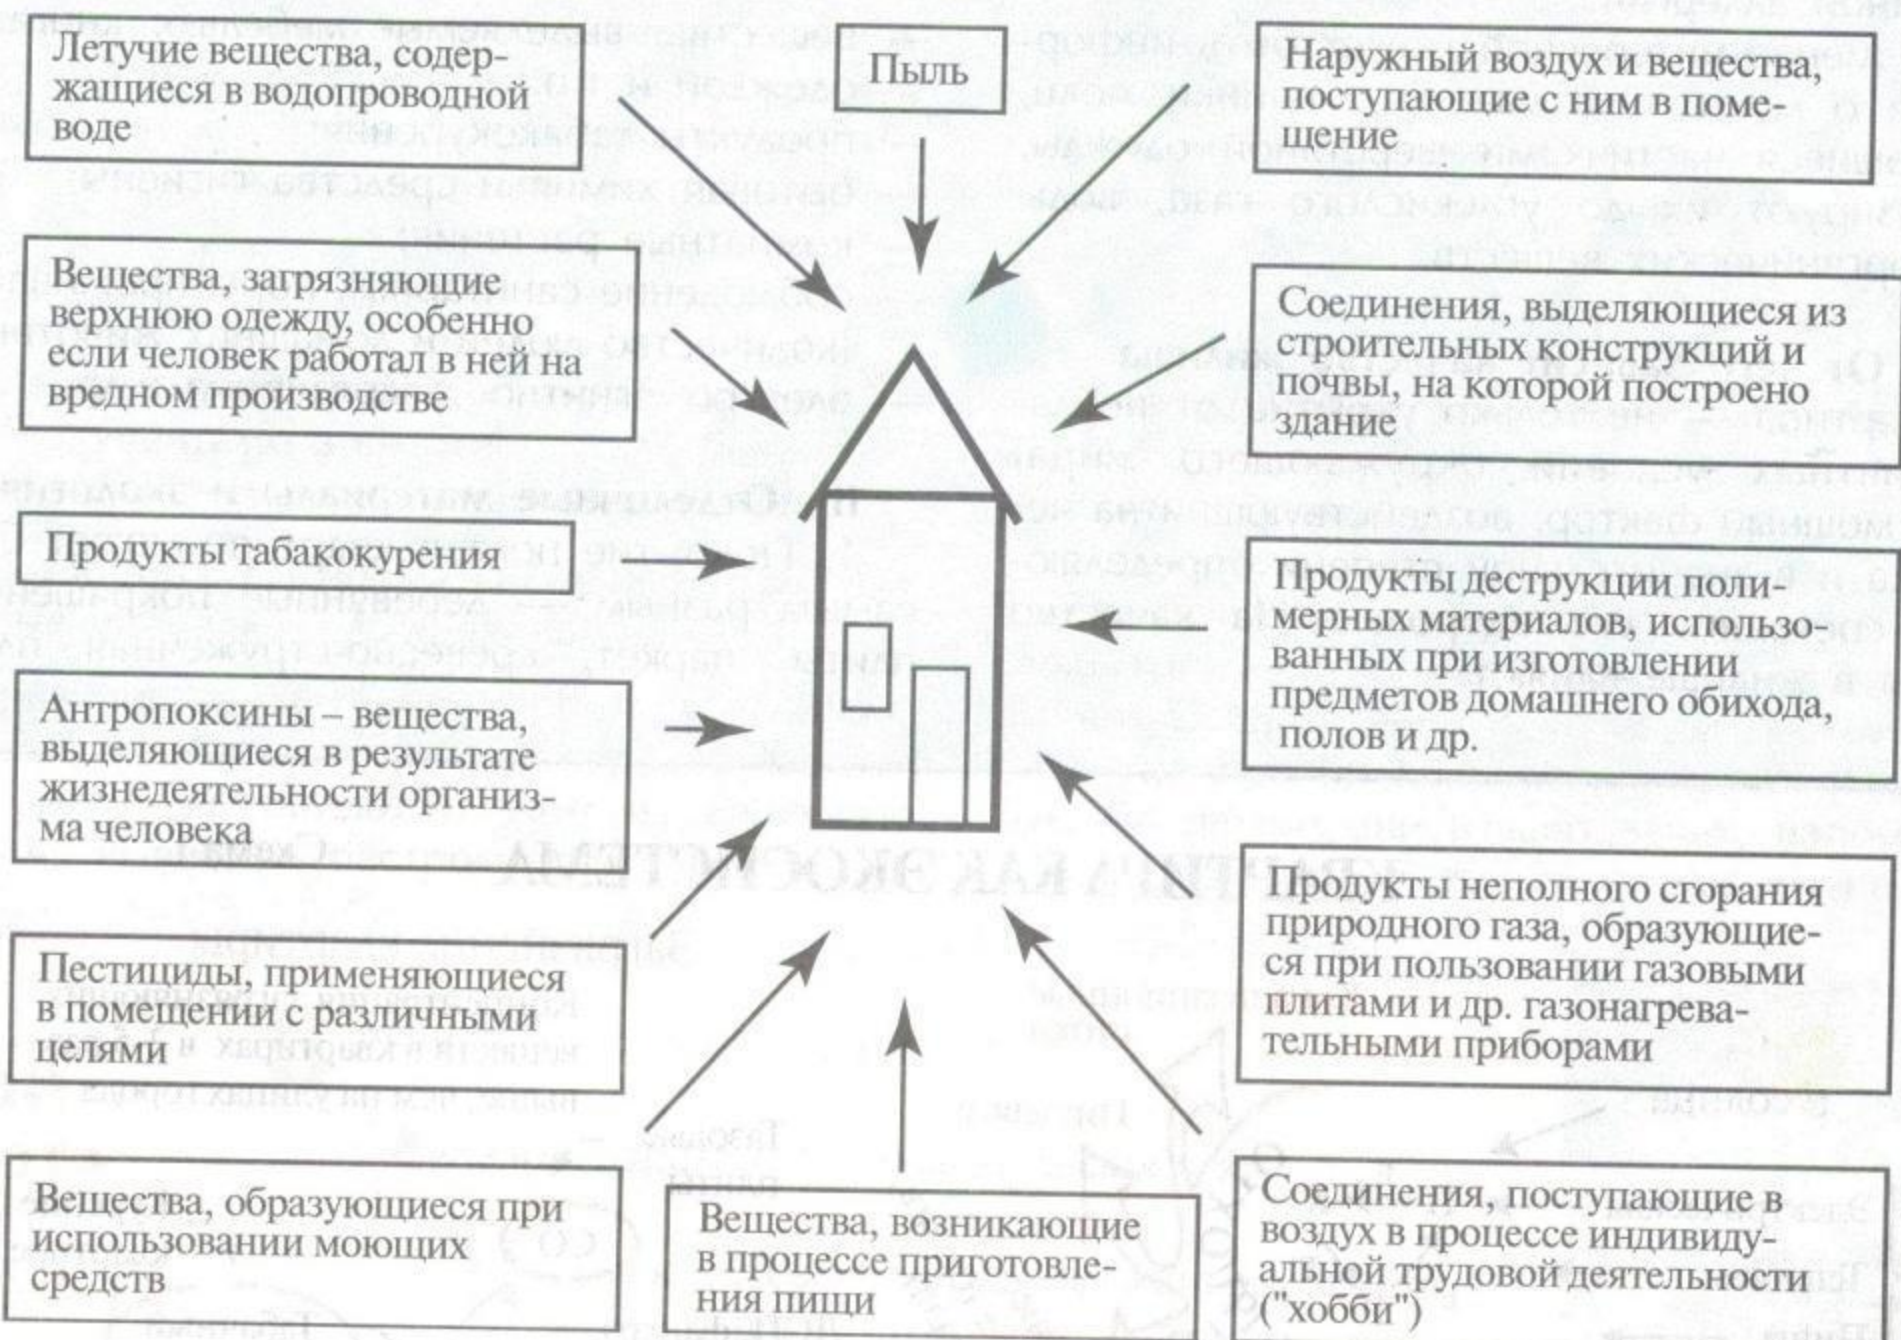 Летучие вещества, содер-
жащиеся в водопроводной
воде
Пыль
Наружный воздух и вещества,
поступающие с ним в поме-
щение
Вещества, загрязняющие
верхнюю одежду, особенно
если человек работал в ней на
вредном производстве
Соединения, выделяющиеся из
строительных конструкций и
почвы, на которой построено
здание
Продукты табакокурения
Продукты деструкции поли-
мерных материалов, использо-
ванных при изготовлении
предметов домашнего обихода,
полов и др.
Антропоксины – вещества,
выделяющиеся в результате
жизнедеятельности организ-
ма человека
Продукты неполного сгорания
природного газа, образующие-
ся при пользовании газовыми
плитами и др. газонагрева-
тельными приборами
Пестициды, применяющиеся
в помещении с различными
целями
Вещества, образующиеся при
использовании моющих
средств
Вещества, возникающие
в процессе приготовле-
ния пищи
Соединения, поступающие в
воздух в процессе индивиду-
альной трудовой деятельности
("хобби")